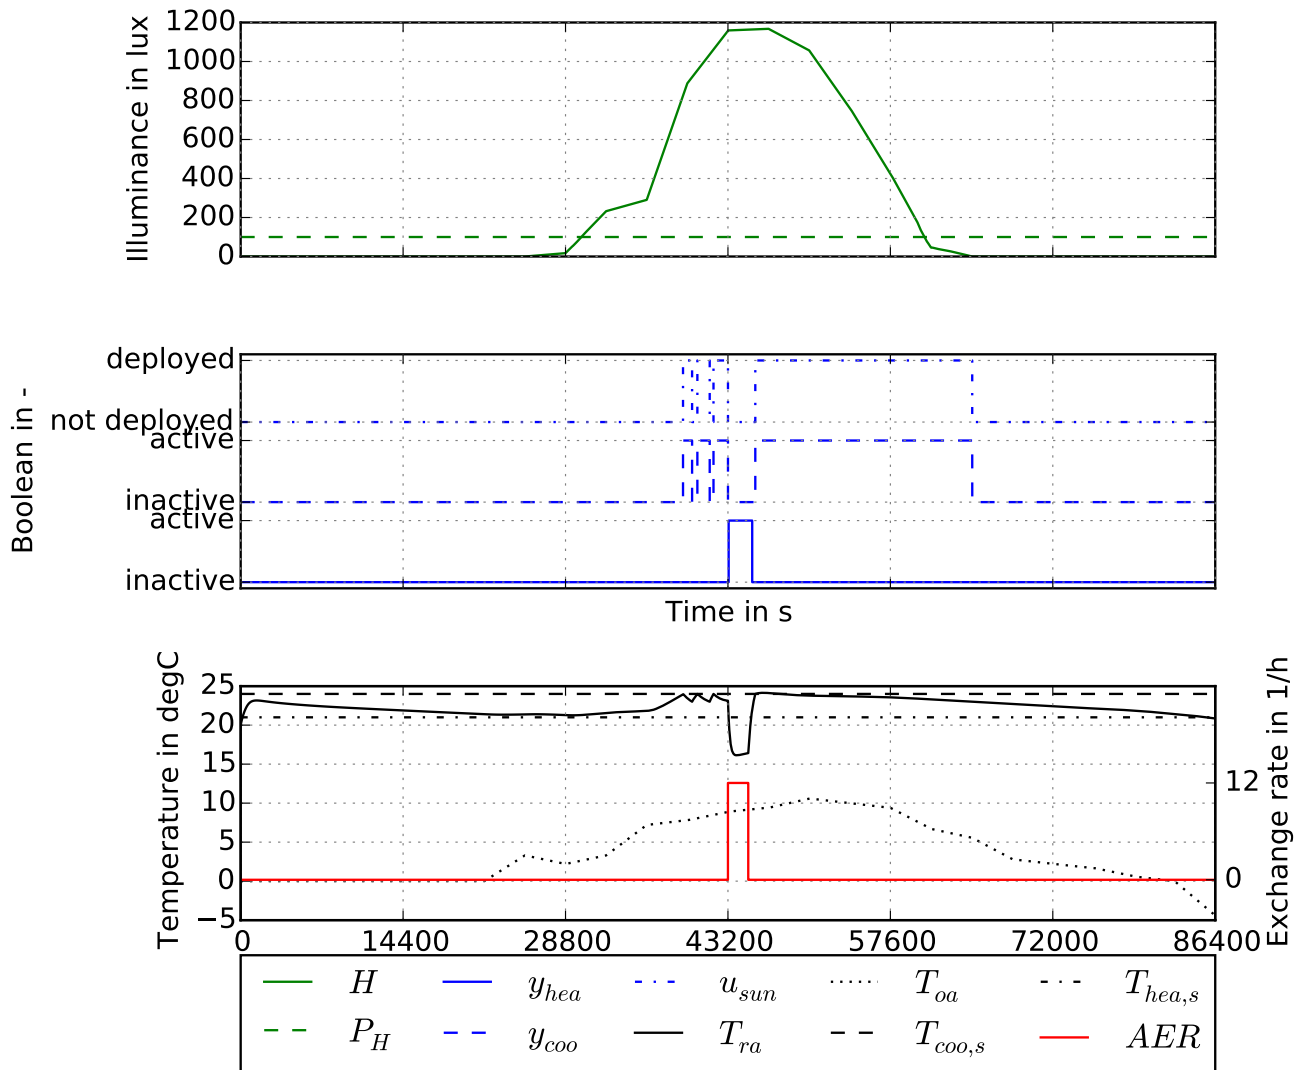 Illuminance in lux
1200
1000
800
600
400
200
0
Boolean in -
deployed
not deployed
active
inactive
active
inactive
Time in s
Temperature in degC
25
20
15
10
5
0
−5
Exchange rate in 1/h
12
0
0 14400 28800 43200 57600 72000 86400
H y_hea u_sun T_oa T_hea,s
P_H y_coo T_ra T_coo,s AER